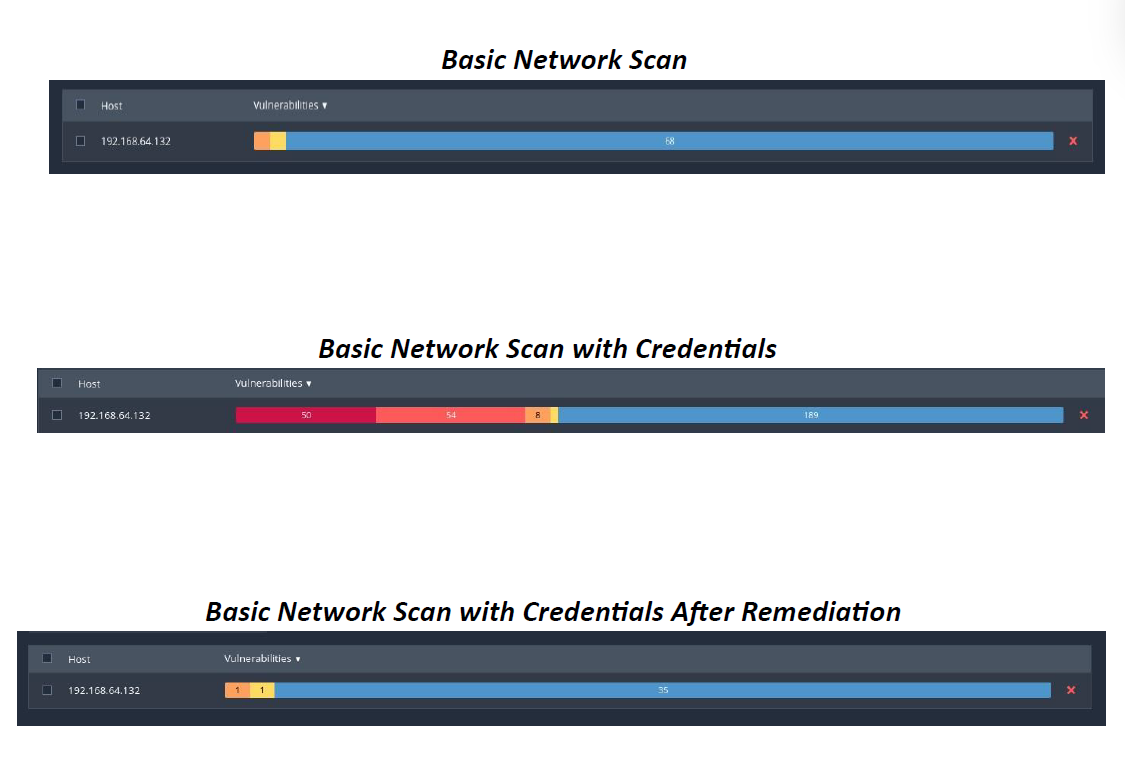 Basic Network Scan
Host Vulnerabilities ▾
192.168.64.132 68 ×
Basic Network Scan with Credentials
Host Vulnerabilities ▾
192.168.64.132 50 54 8 189 ×
Basic Network Scan with Credentials After Remediation
Host Vulnerabilities ▾
192.168.64.132 1 1 35 ×